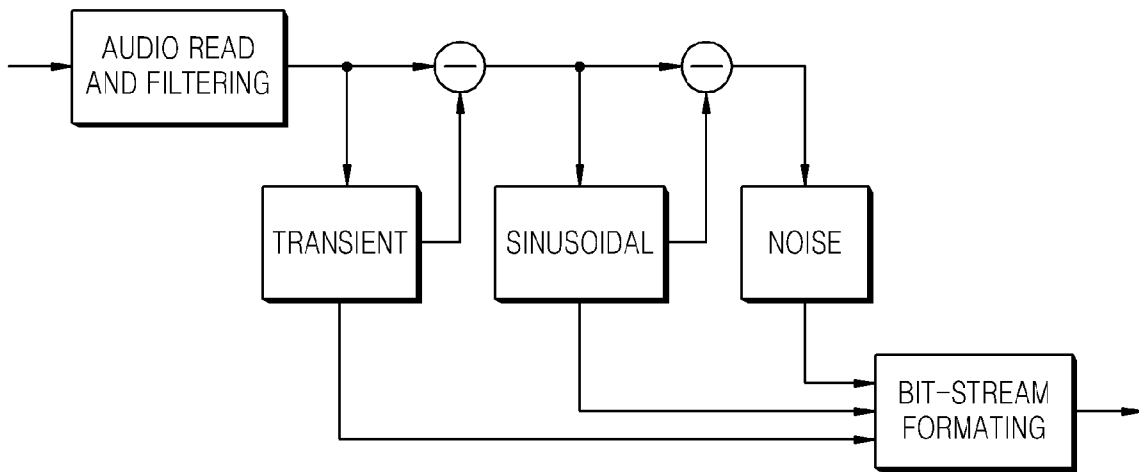 AUDIO READ
AND FILTERING
TRANSIENT
SINUSOIDAL
NOISE
BIT-STREAM
FORMATING